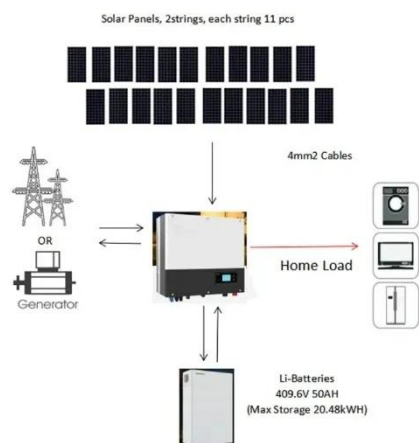 Solar Panels, 2strings, each string 11 pcs
4mm2 Cables
OR
Generator
Home Load
Li-Batteries
409.6V 50AH
(Max Storage 20.48kWH)